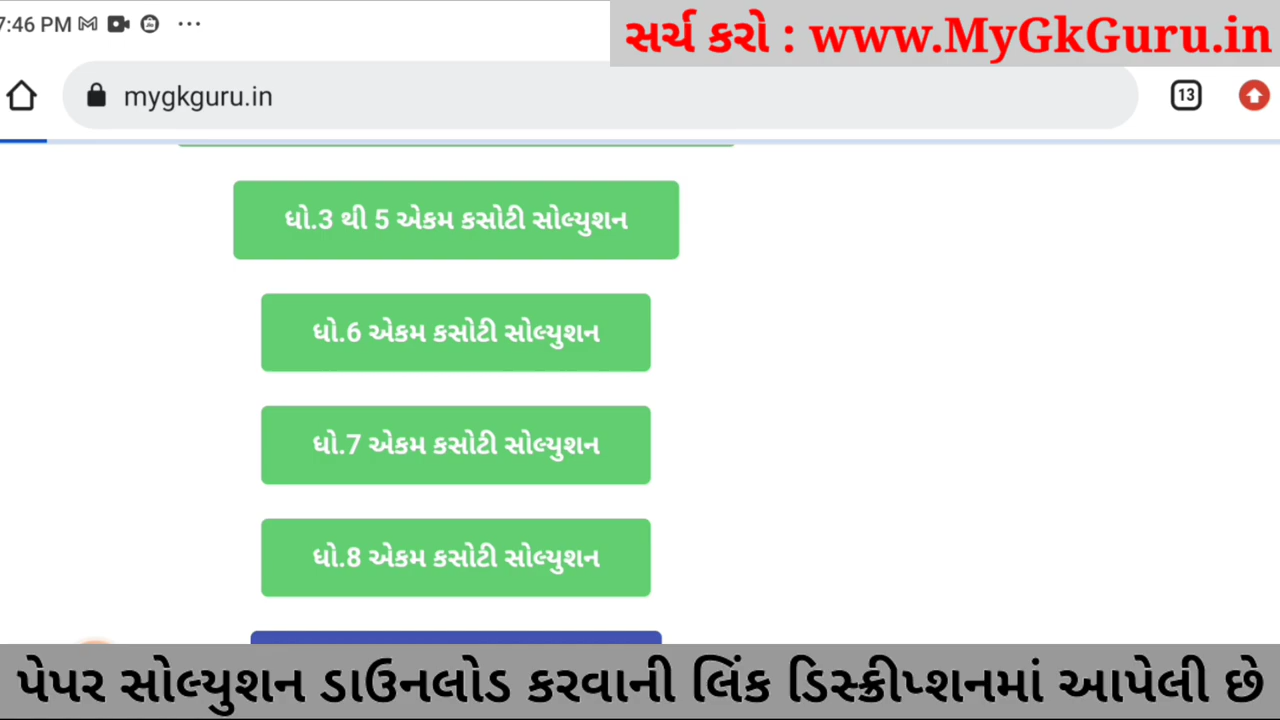 7:46 PM
સર્ચ કરો : www.MyGkGuru.in
mygkguru.in
13
ધો.3 થી 5 એકમ કસોટી સોલ્યુશન
ધો.6 એકમ કસોટી સોલ્યુશન
ધો.7 એકમ કસોટી સોલ્યુશન
ધો.8 એકમ કસોટી સોલ્યુશન
પેપર સોલ્યુશન ડાઉનલોડ કરવાની લિંક ડિસ્ક્રીપ્શનમાં આપેલી છે